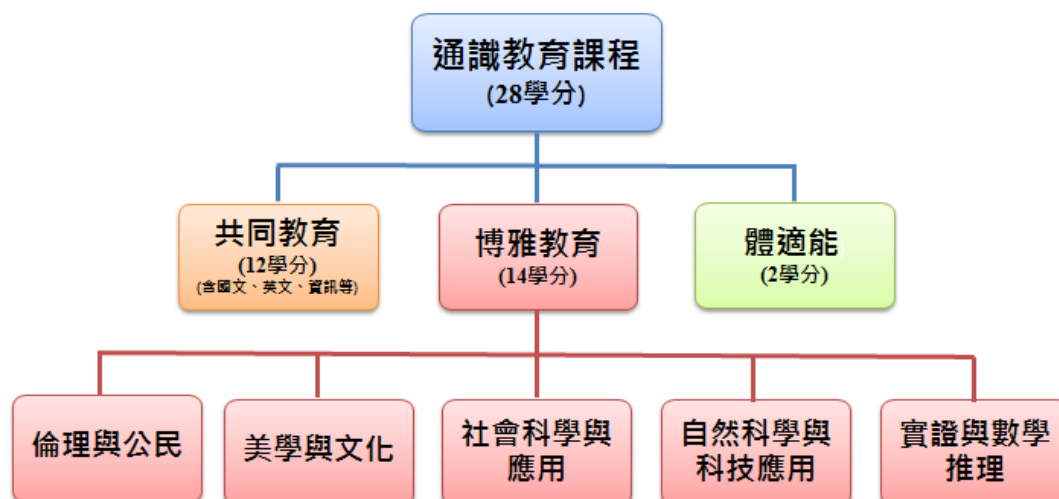 通識教育課程
(28學分)
共同教育
(12學分)
(含國文、英文、資訊等)
博雅教育
(14學分)
體適能
(2學分)
倫理與公民
美學與文化
社會科學與
應用
自然科學與
科技應用
實證與數學
推理